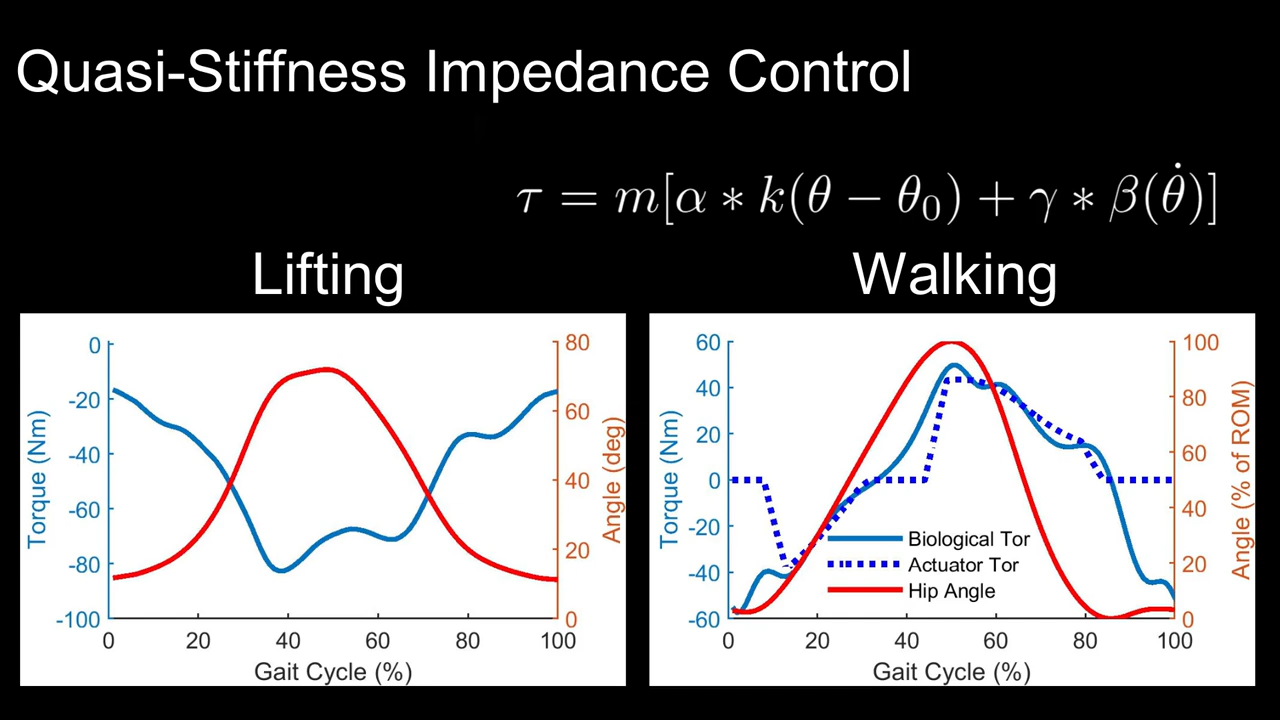 Quasi-Stiffness Impedance Control
τ = m[α * k(θ − θ₀) + γ * β(θ̇)]
Lifting
Walking
0
-20
-40
-60
-80
-100
Torque (Nm)
80
60
40
20
0
Angle (deg)
0 20 40 60 80 100
Gait Cycle (%)
60
40
20
0
-20
-40
-60
Torque (Nm)
100
80
60
40
20
0
Angle (% of ROM)
Biological Tor
Actuator Tor
Hip Angle
0 20 40 60 80 100
Gait Cycle (%)